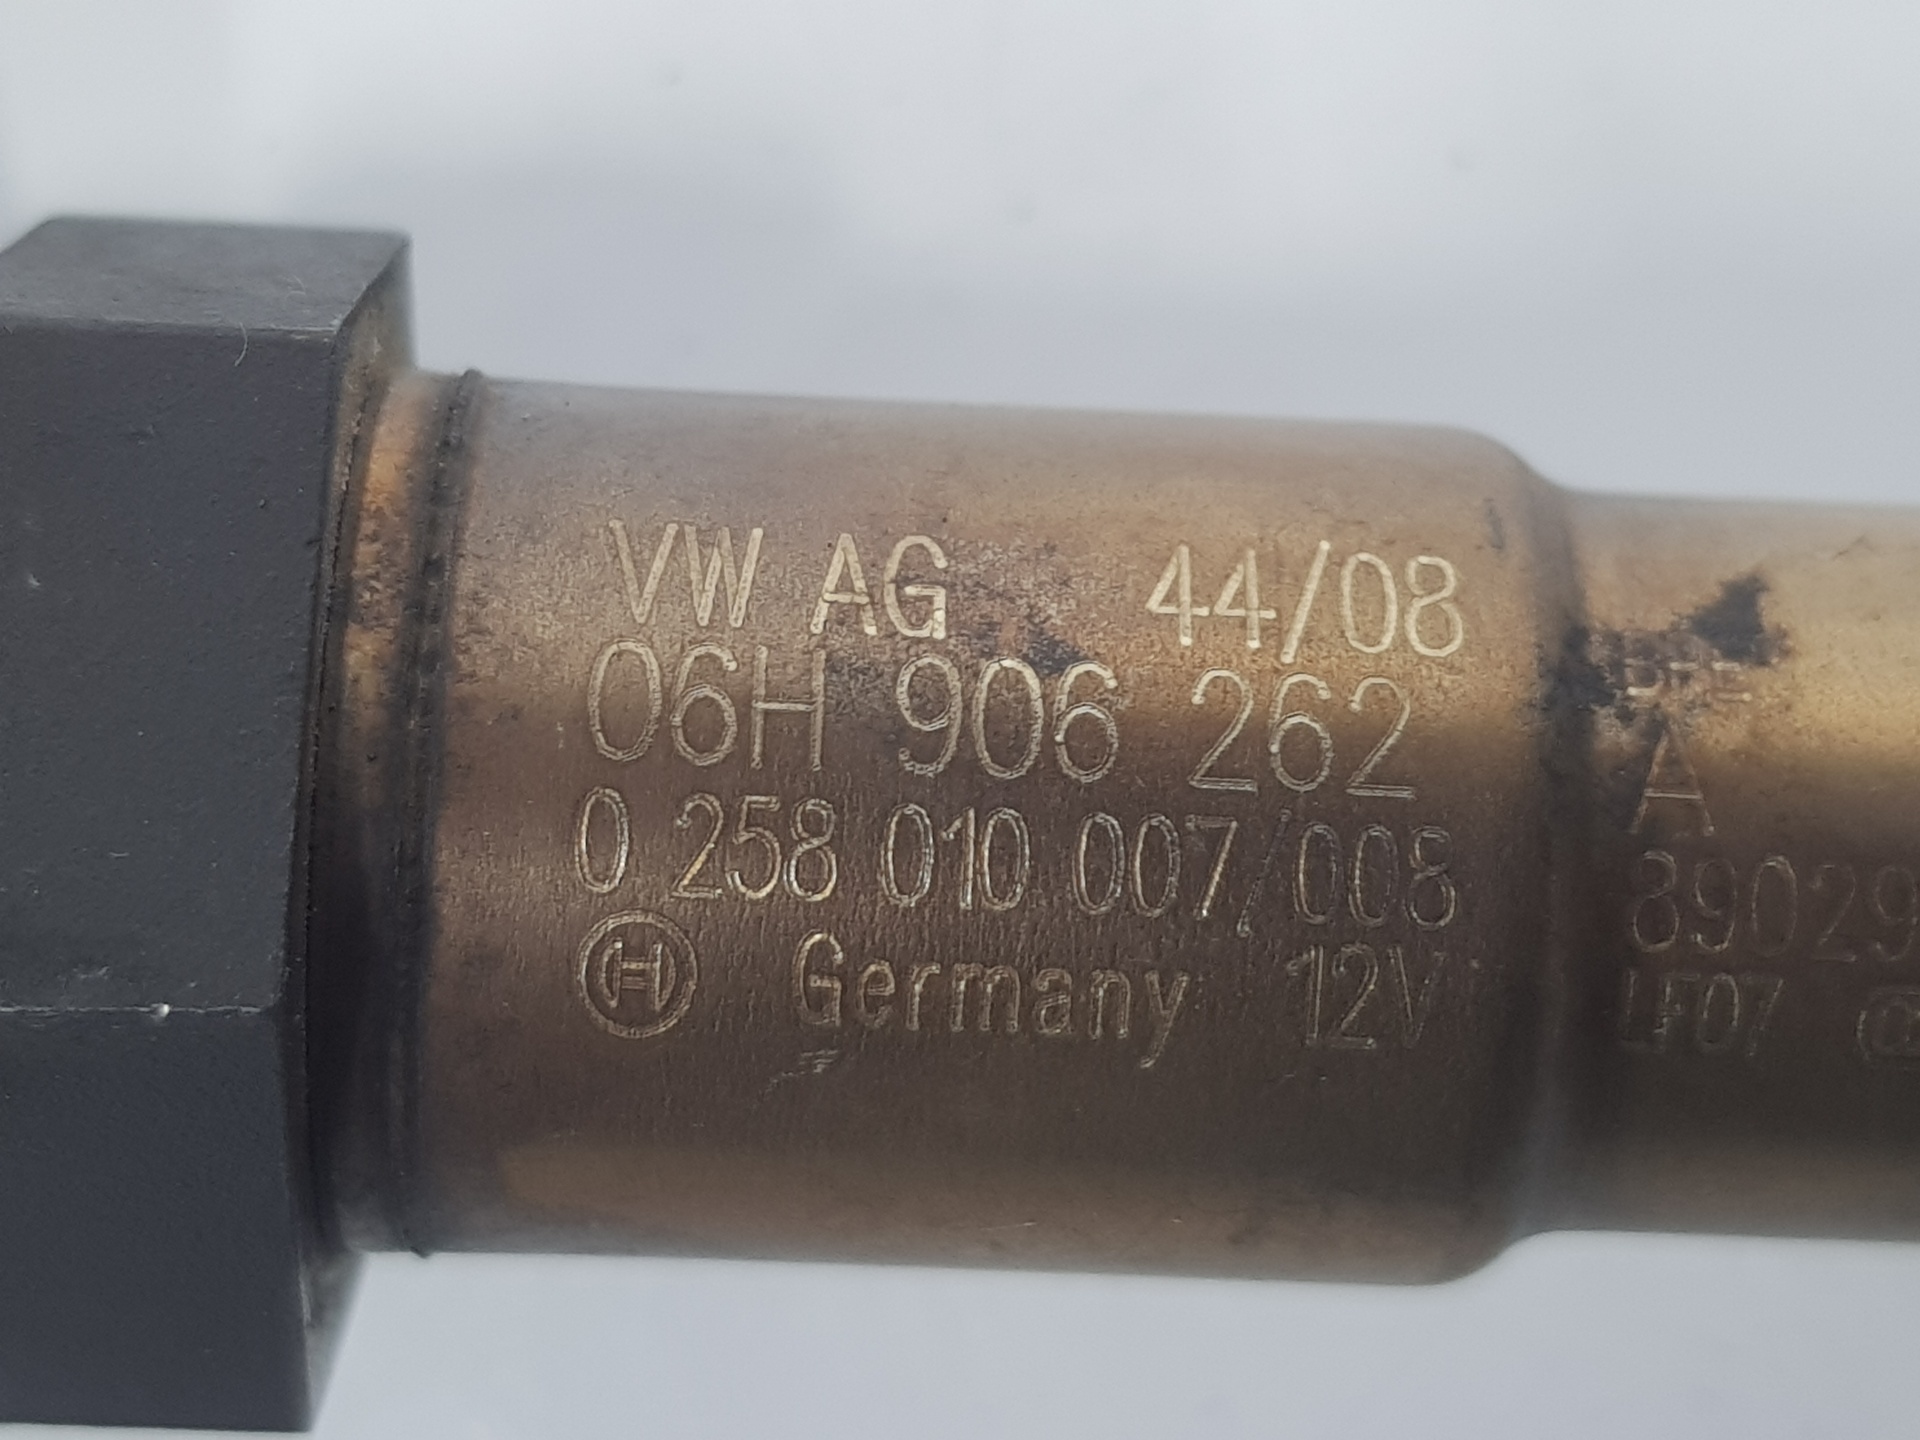 VW AG 44/08
06H 906 262
0 258 010 007/008
Germany 12V
A
89029
LF07